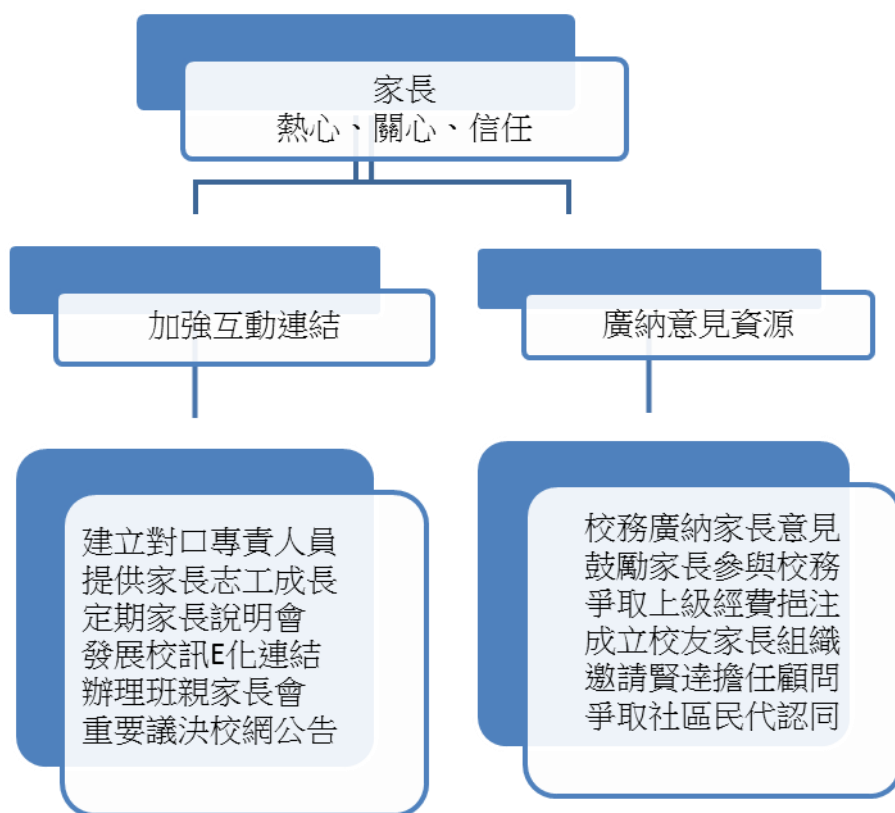 家長
熱心、關心、信任
加強互動連結
廣納意見資源
建立對口專責人員
提供家長志工成長
定期家長說明會
發展校訊E化連結
辦理班親家長會
重要議決校網公告
校務廣納家長意見
鼓勵家長參與校務
爭取上級經費挹注
成立校友家長組織
邀請賢達擔任顧問
爭取社區民代認同